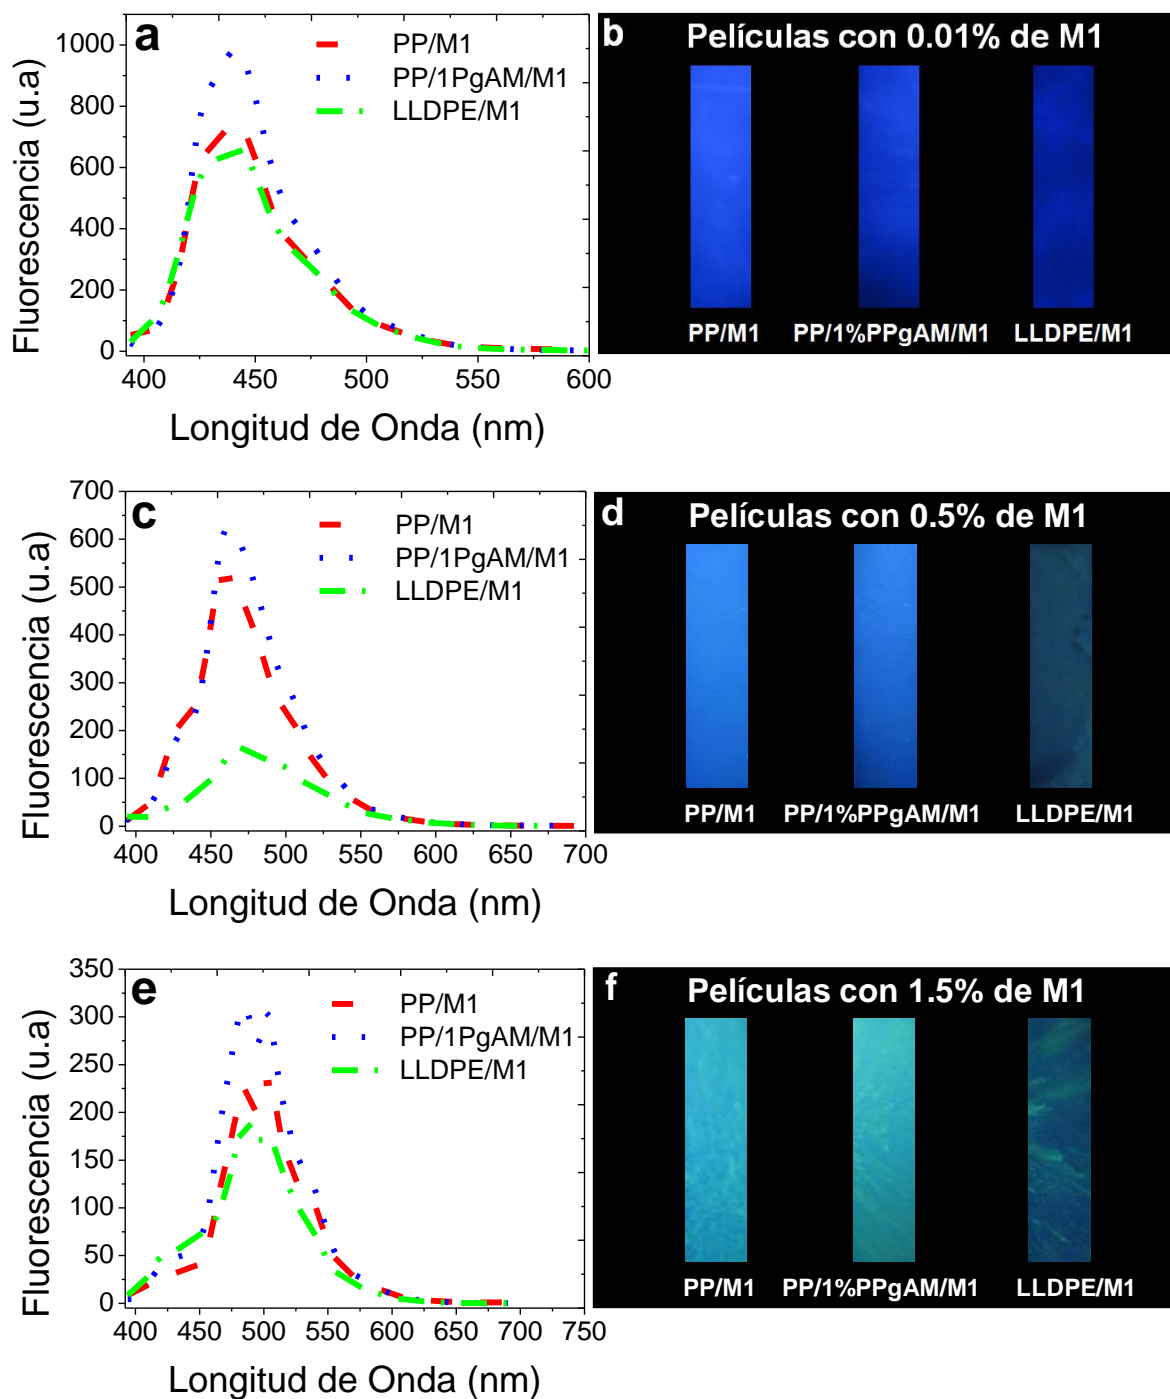 a
PP/M1
PP/1PgAM/M1
LLDPE/M1
1000
800
600
400
200
0
Fluorescencia (u.a)
400 450 500 550 600
Longitud de Onda (nm)
b
Películas con 0.01% de M1
PP/M1 PP/1%PPgAM/M1 LLDPE/M1
c
PP/M1
PP/1PgAM/M1
LLDPE/M1
700
600
500
400
300
200
100
0
Fluorescencia (u.a)
400 450 500 550 600 650 700
Longitud de Onda (nm)
d
Películas con 0.5% de M1
PP/M1 PP/1%PPgAM/M1 LLDPE/M1
e
PP/M1
PP/1PgAM/M1
LLDPE/M1
350
300
250
200
150
100
50
0
Fluorescencia (u.a)
400 450 500 550 600 650 700 750
Longitud de Onda (nm)
f
Películas con 1.5% de M1
PP/M1 PP/1%PPgAM/M1 LLDPE/M1